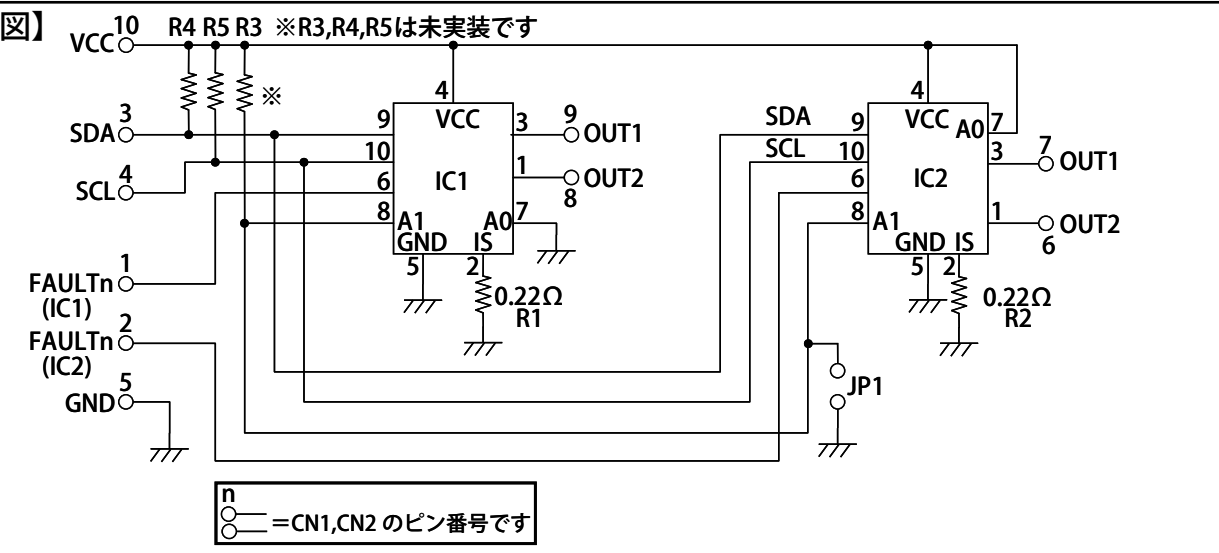 図】
10
VCC
R4 R5 R3 ※R3,R4,R5は未実装です
※
3
SDA
4
SCL
1
FAULTn
(IC1)
2
FAULTn
(IC2)
5
GND
4
VCC
9
10
6
8
A1
GND
IS
A0
IC1
3
1
7
5
2
9
OUT1
OUT2
8
0.22Ω
R1
SDA
SCL
4
VCC
A0
9
10
6
8
A1
GND IS
IC2
7
3
1
5
2
7
OUT1
OUT2
6
0.22Ω
R2
JP1
n
=CN1,CN2 のピン番号です